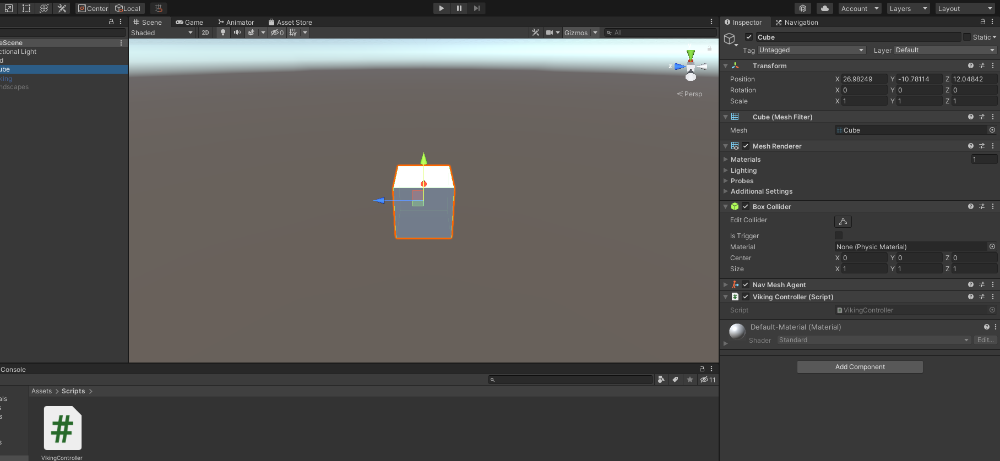 Center
Local
Account
Layers
Layout
Scene
Game
Animator
Asset Store
Shaded
2D
0
Gizmos
All
eScene
ctional Light
d
ube
king
ndscapes
z
Persp
Inspector
Navigation
Cube
Static
Tag Untagged
Layer Default
Transform
Position X 26.98249 Y -10.78114 Z 12.04842
Rotation X 0 Y 0 Z 0
Scale X 1 Y 1 Z 1
Cube (Mesh Filter)
Mesh Cube
Mesh Renderer
Materials 1
Lighting
Probes
Additional Settings
Box Collider
Edit Collider
Is Trigger
Material None (Physic Material)
Center X 0 Y 0 Z 0
Size X 1 Y 1 Z 1
Nav Mesh Agent
# Viking Controller (Script)
Script VikingController
Default-Material (Material)
Shader Standard Edit...
Add Component
Console
11
Assets > Scripts >
als
s
s
s
#
VikingController